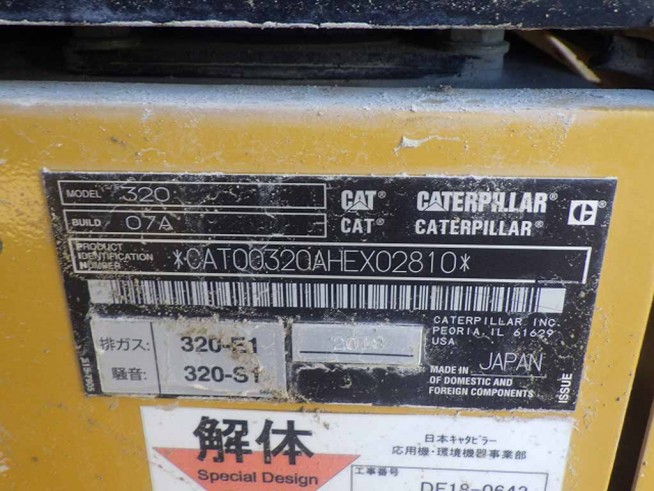 MODEL 320
BUILD 07A
CAT CATERPILLAR
CAT CATERPILLAR
PRODUCT IDENTIFICATION NUMBER *CAT00320AHEX02810*
CATERPILLAR INC.
PEORIA IL 61629
USA
排ガス: 320-E1
騒音: 320-S1
MADE IN JAPAN
OF DOMESTIC AND
FOREIGN COMPONENTS
ISSUE
解体
Special Design
日本キャタピラー
応用機・環境機器事業部
工事番号
DF18-0642